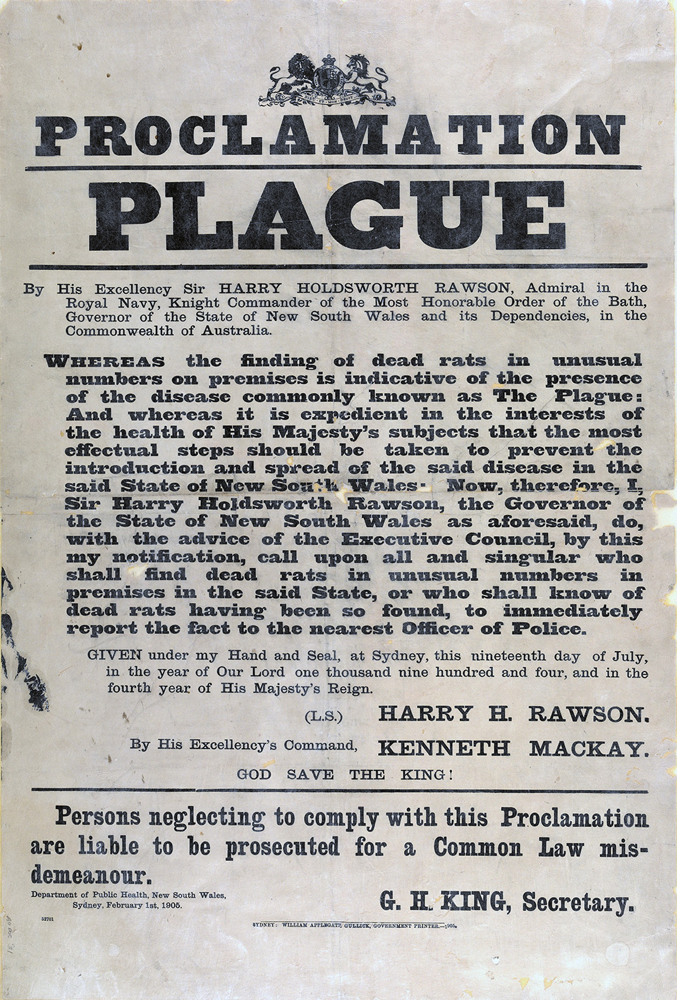 DIEU·ET·MON·DROIT
PROCLAMATION
PLAGUE
By His Excellency Sir HARRY HOLDSWORTH RAWSON, Admiral in the
Royal Navy, Knight Commander of the Most Honorable Order of the Bath,
Governor of the State of New South Wales and its Dependencies, in the
Commonwealth of Australia.
WHEREAS the finding of dead rats in unusual
numbers on premises is indicative of the presence
of the disease commonly known as The Plague:
And whereas it is expedient in the interests of
the health of His Majesty's subjects that the most
effectual steps should be taken to prevent the
introduction and spread of the said disease in the
said State of New South Wales: Now, therefore, I,
Sir Harry Holdsworth Rawson, the Governor of
the State of New South Wales as aforesaid, do,
with the advice of the Executive Council, by this
my notification, call upon all and singular who
shall find dead rats in unusual numbers in
premises in the said State, or who shall know of
dead rats having been so found, to immediately
report the fact to the nearest Officer of Police.
GIVEN under my Hand and Seal, at Sydney, this nineteenth day of July,
in the year of Our Lord one thousand nine hundred and four, and in the
fourth year of His Majesty's Reign.
(L.S.) HARRY H. RAWSON.
By His Excellency's Command, KENNETH MACKAY.
GOD SAVE THE KING!
Persons neglecting to comply with this Proclamation
are liable to be prosecuted for a Common Law mis-
demeanour.
Department of Public Health, New South Wales,
Sydney, February 1st, 1905.
G. H. KING, Secretary.
52701
SYDNEY: WILLIAM APPLEGATE GULLICK, GOVERNMENT PRINTER.—1905.